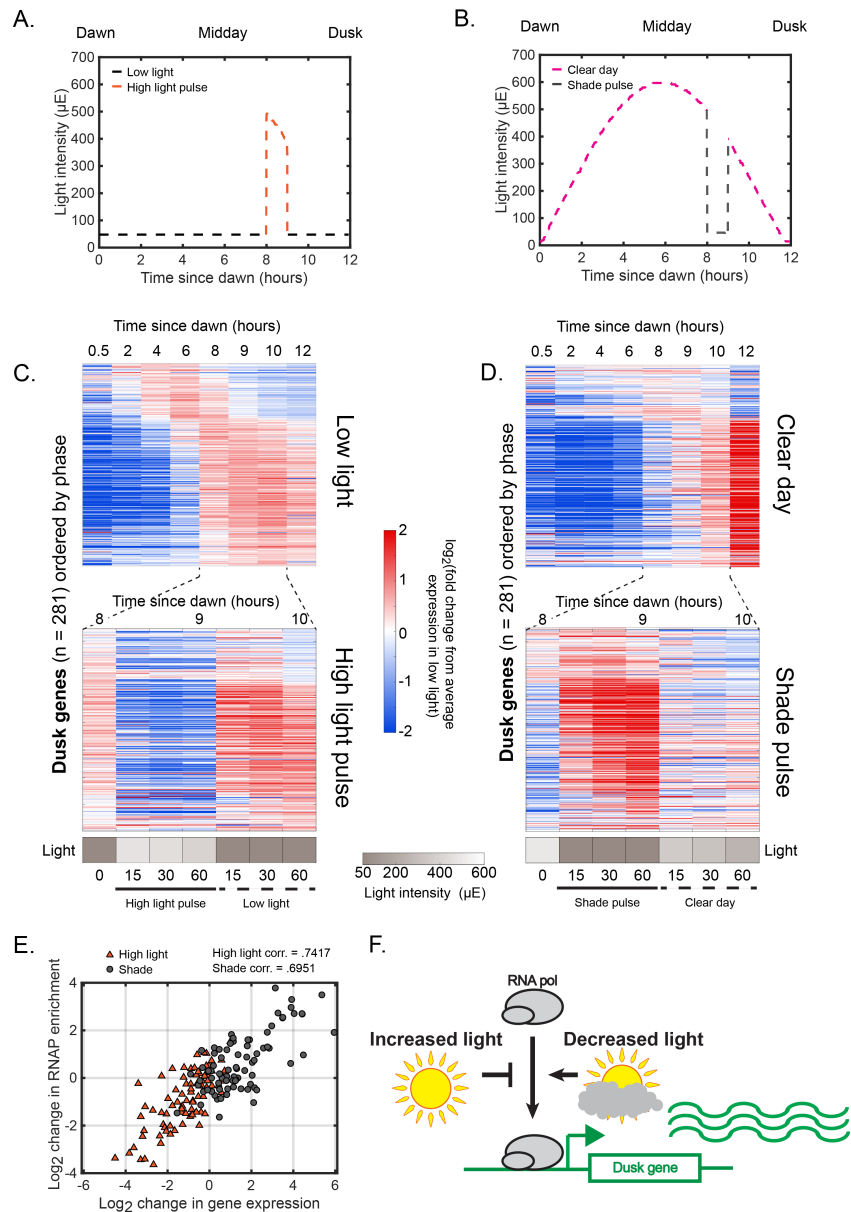 A.
Dawn Midday Dusk
700
600
500
400
300
200
100
0
Light intensity (µE)
Low light
High light pulse
0 2 4 6 8 10 12
Time since dawn (hours)
B.
Dawn Midday Dusk
700
600
500
400
300
200
100
0
Light intensity (µE)
Clear day
Shade pulse
0 2 4 6 8 10 12
Time since dawn (hours)
C.
Time since dawn (hours)
0.5 2 4 6 8 9 10 12
Low light
Dusk genes (n = 281) ordered by phase
Time since dawn (hours)
8 9 10
High light pulse
Light
0 15 30 60 15 30 60
High light pulse Low light
2
1
0
-1
-2
log2(fold change from average
expression in low light)
50 200 400 600
Light intensity (µE)
D.
Time since dawn (hours)
0.5 2 4 6 8 9 10 12
Clear day
Dusk genes (n = 281) ordered by phase
Time since dawn (hours)
8 9 10
Shade pulse
Light
0 15 30 60 15 30 60
Shade pulse Clear day
E.
High light High light corr. = .7417
Shade Shade corr. = .6951
4
2
0
-2
-4
Log2 change in RNAP enrichment
-6 -4 -2 0 2 4 6
Log2 change in gene expression
F.
RNA pol
Increased light Decreased light
Dusk gene